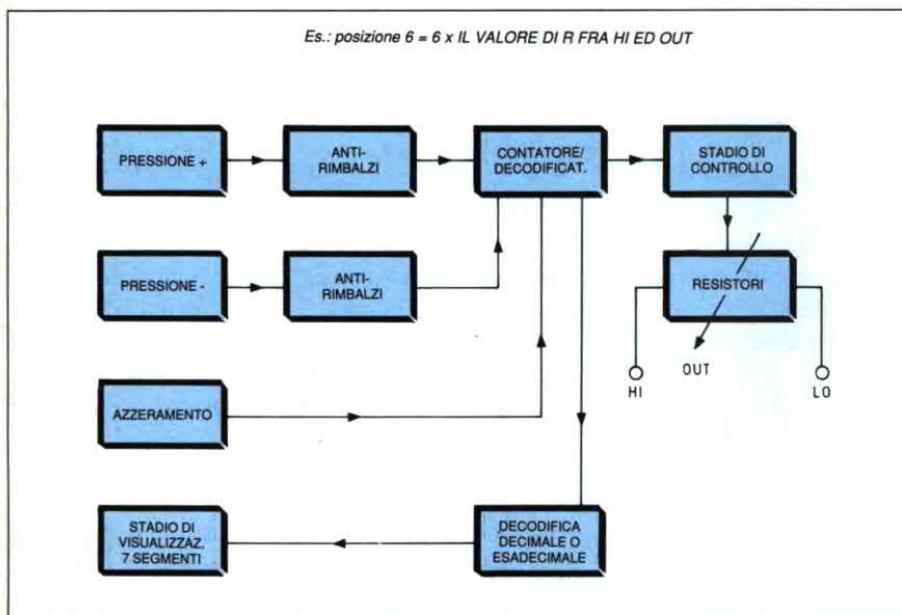 Es.: posizione 6 = 6 x IL VALORE DI R FRA HI ED OUT
PRESSIONE +
ANTI-
RIMBALZI
CONTATORE/
DECODIFICAT.
STADIO DI
CONTROLLO
PRESSIONE -
ANTI-
RIMBALZI
RESISTORI
HI
OUT
LO
AZZERAMENTO
STADIO DI
VISUALIZZAZ.
7 SEGMENTI
DECODIFICA
DECIMALE O
ESADECIMALE